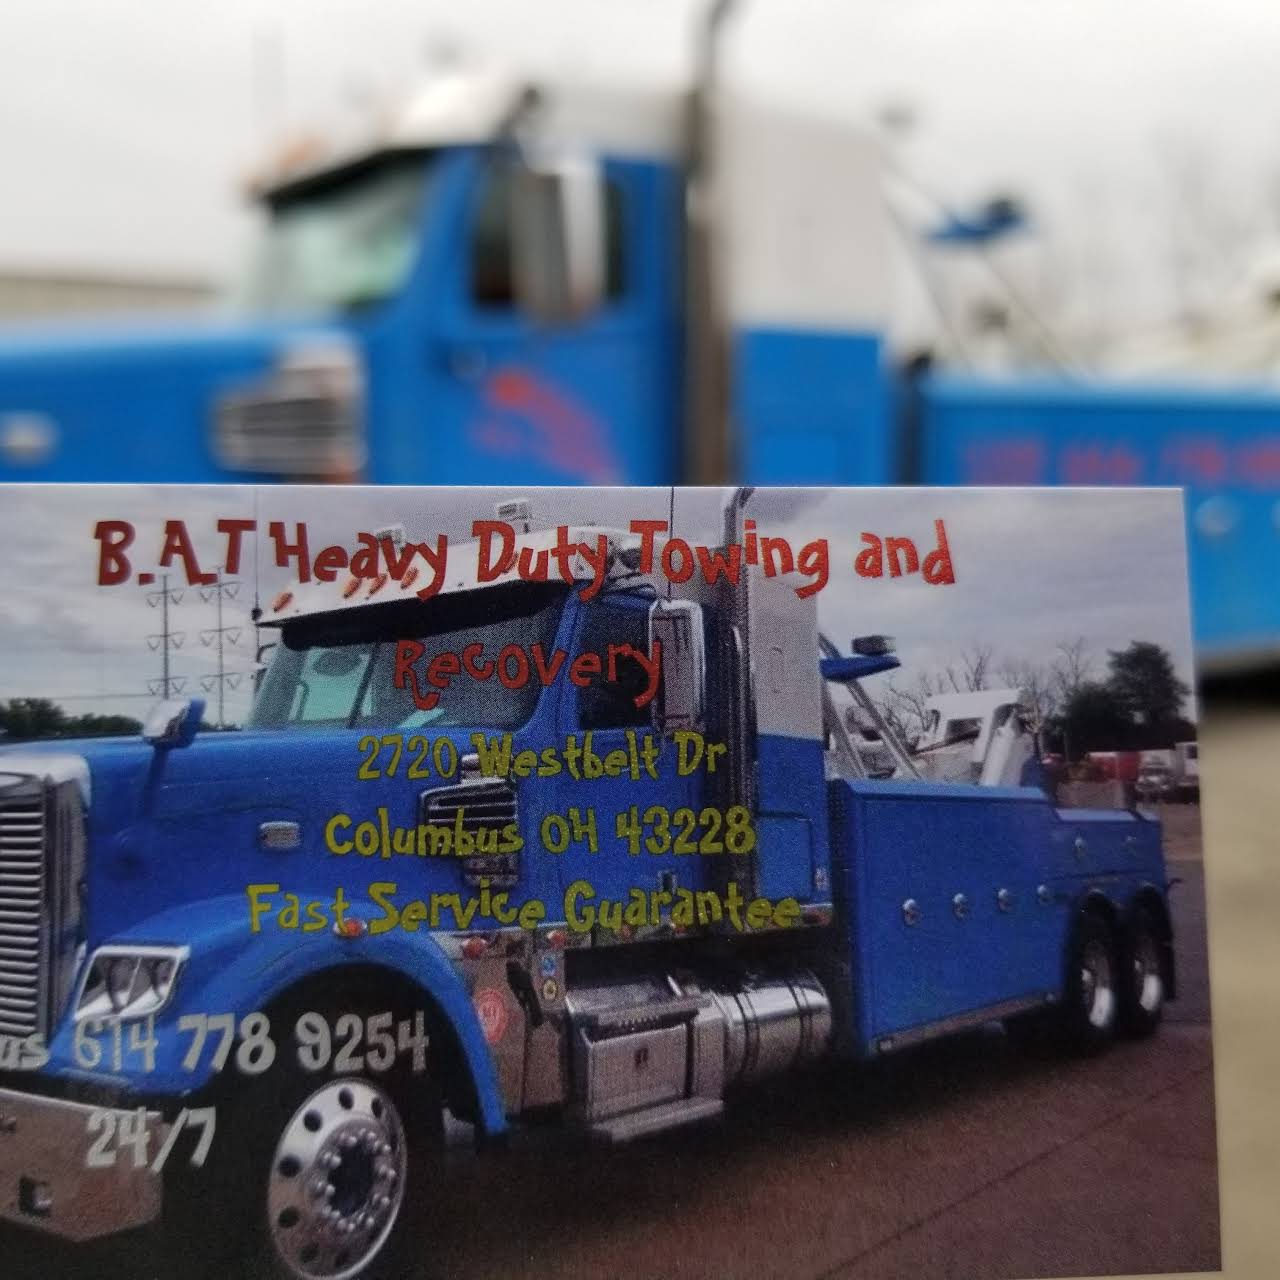 B.A.T Heavy Duty Towing and
Recovery
2720 Westbelt Dr
Columbus OH 43228
Fast Service Guarantee
us 614 778 9254
24/7